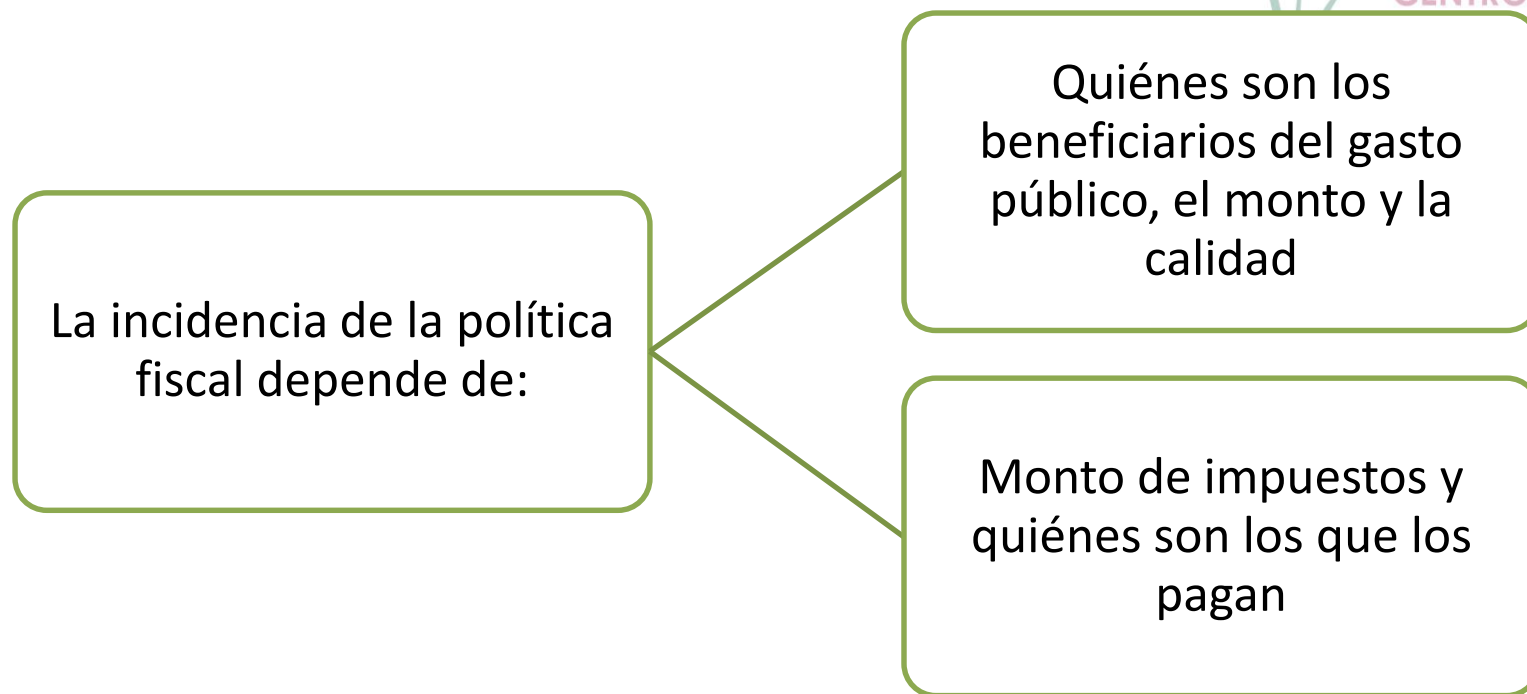 Quiénes son los
beneficiarios del gasto
público, el monto y la
calidad
La incidencia de la política
fiscal depende de:
Monto de impuestos y
quiénes son los que los
pagan